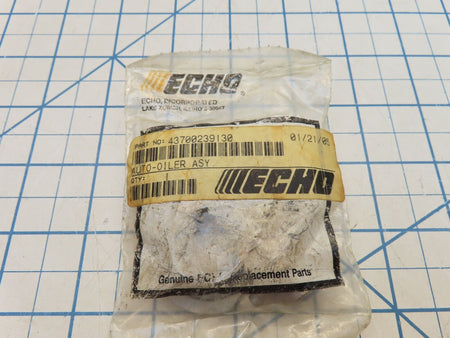 ECHO®
ECHO, INCORPORATED
LAKE ZURICH, ILLINOIS 60047
PART NO: 43700239130 01/21/05
AUTO-OILER ASY
QTY: ECHO
Genuine ECHO Replacement Parts